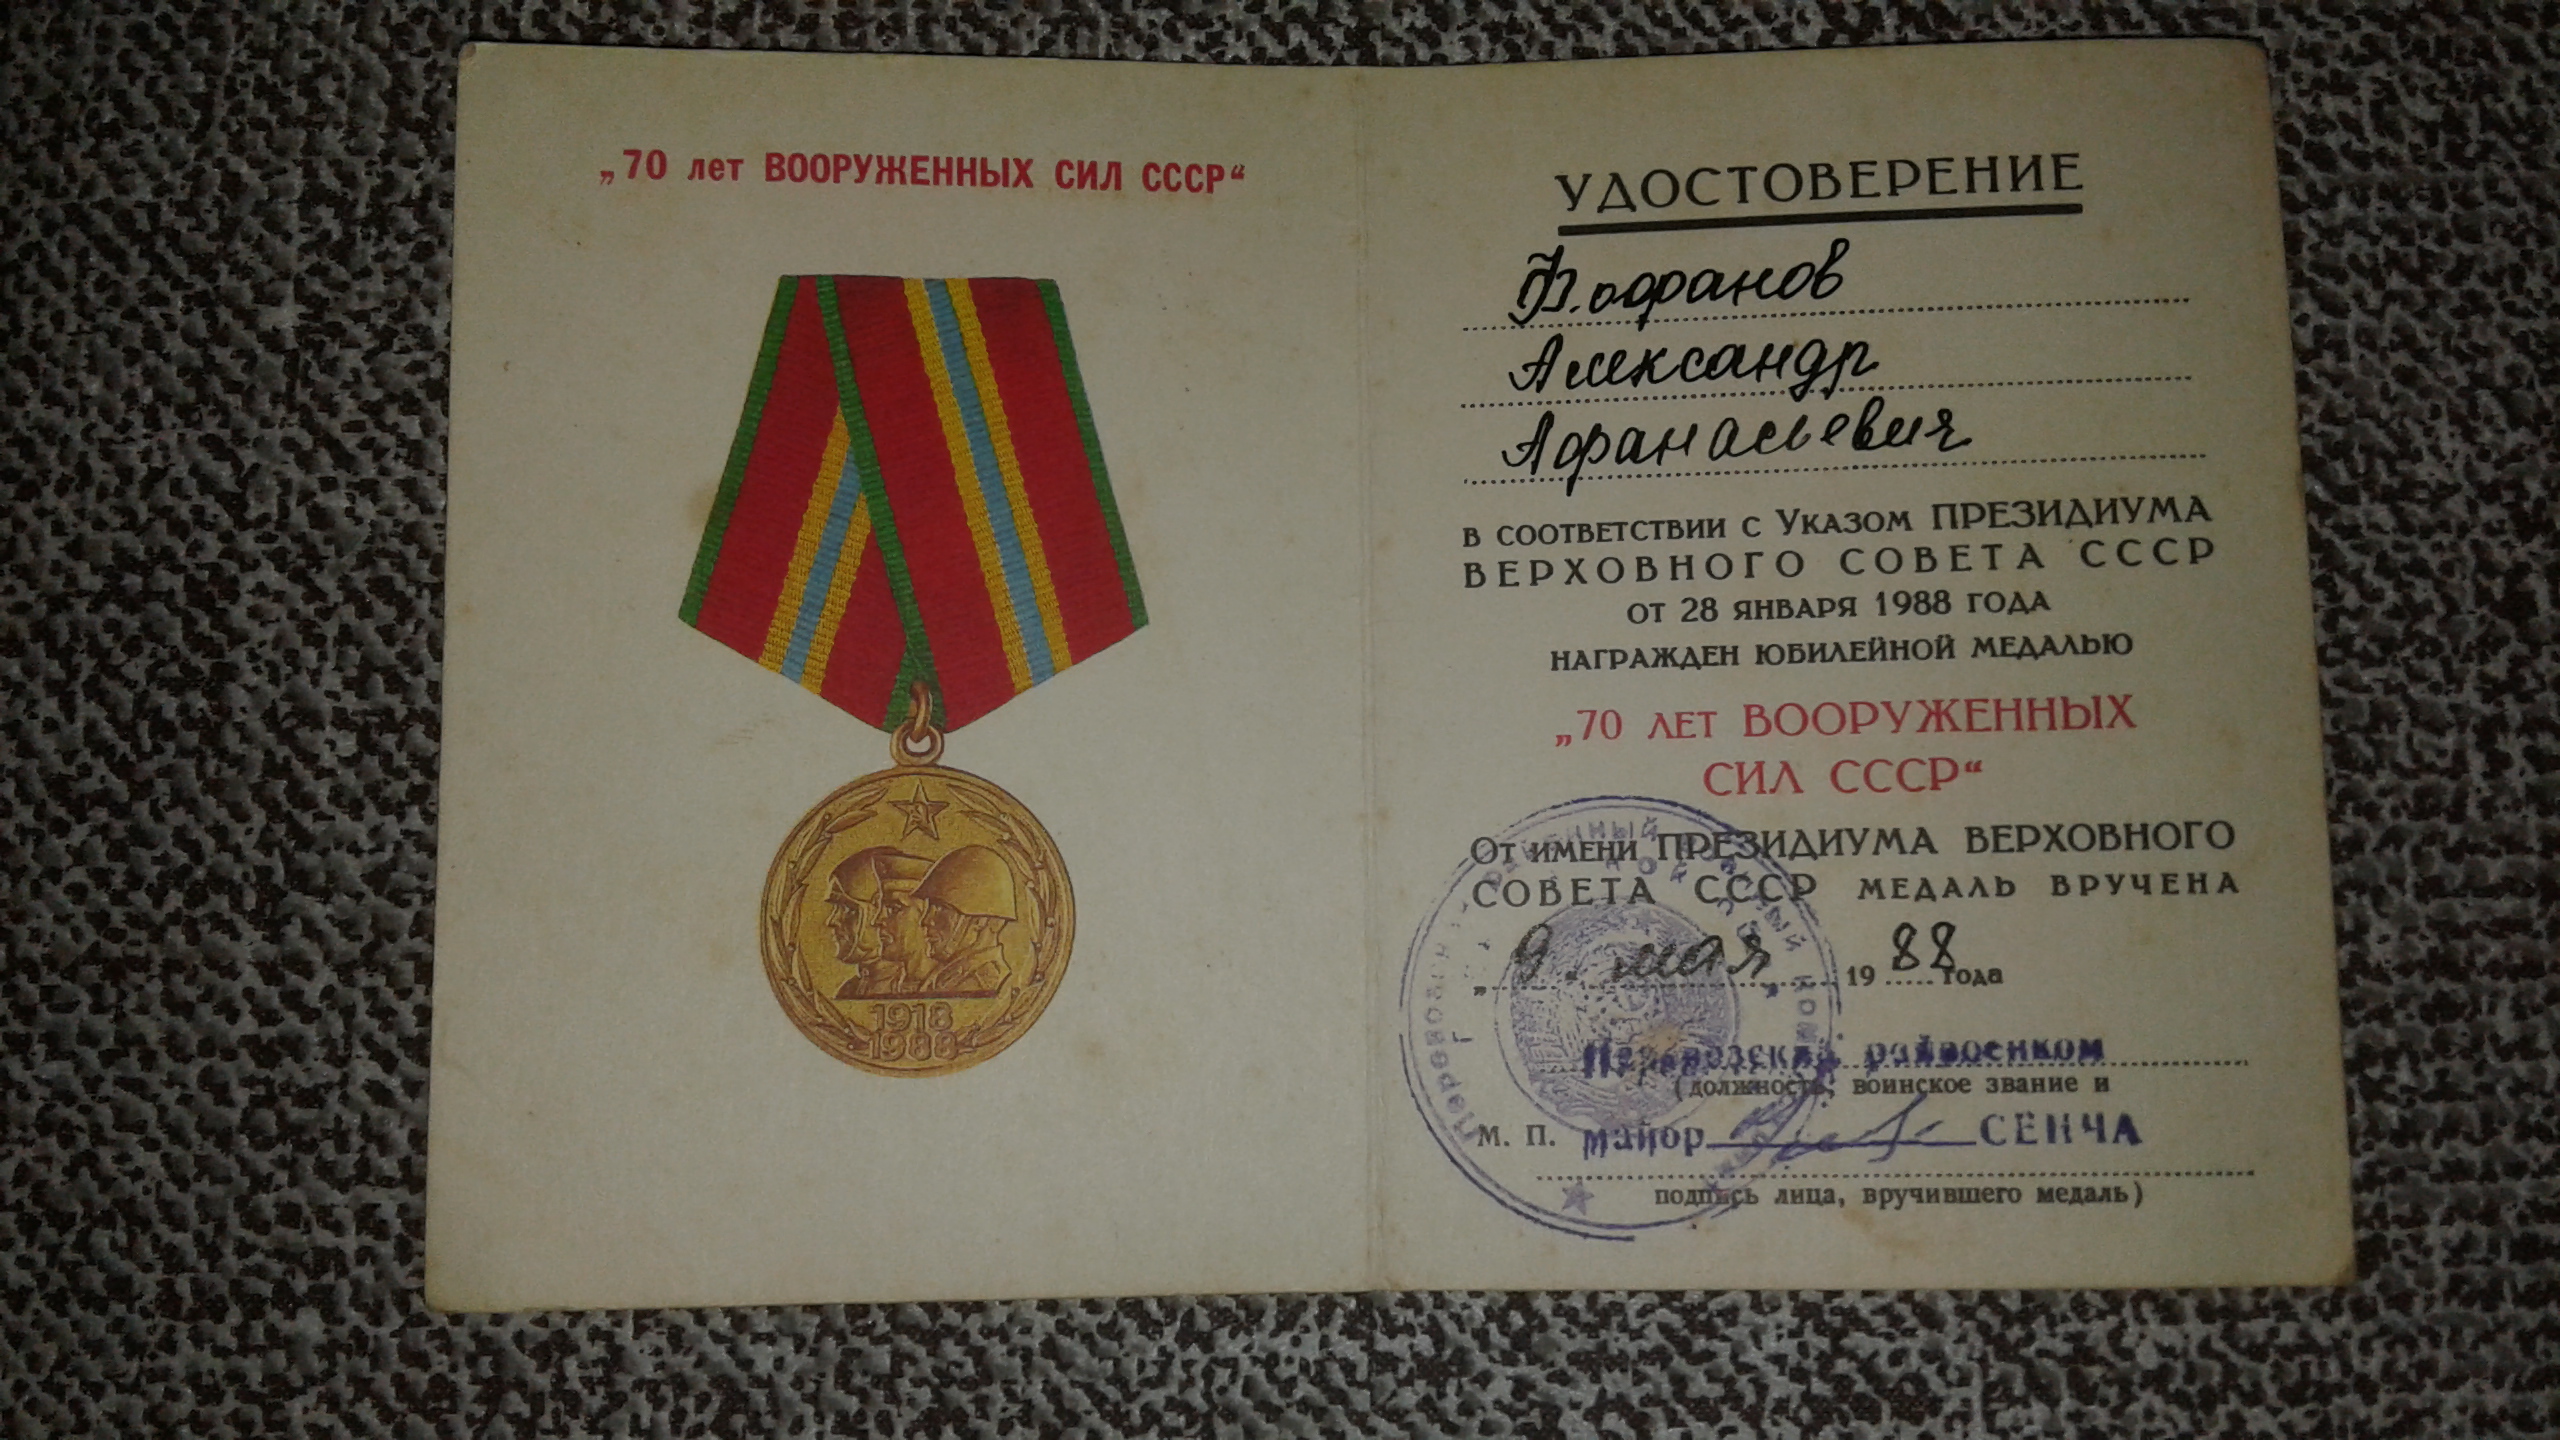 „70 лет ВООРУЖЕННЫХ СИЛ СССР“
1918
1988
УДОСТОВЕРЕНИЕ
Фофанов
Александр
Афанасьевич
В СООТВЕТСТВИИ С УКАЗОМ ПРЕЗИДИУМА
ВЕРХОВНОГО СОВЕТА СССР
ОТ 28 ЯНВАРЯ 1988 ГОДА
НАГРАЖДЕН ЮБИЛЕЙНОЙ МЕДАЛЬЮ
„70 ЛЕТ ВООРУЖЕННЫХ
СИЛ СССР“
ОТ ИМЕНИ ПРЕЗИДИУМА ВЕРХОВНОГО
СОВЕТА СССР МЕДАЛЬ ВРУЧЕНА
„9. мая 1988 года
Перевозский райвоенком
(должность, воинское звание и
М. П. майор СЕНЧА
подпись лица, вручившего медаль)